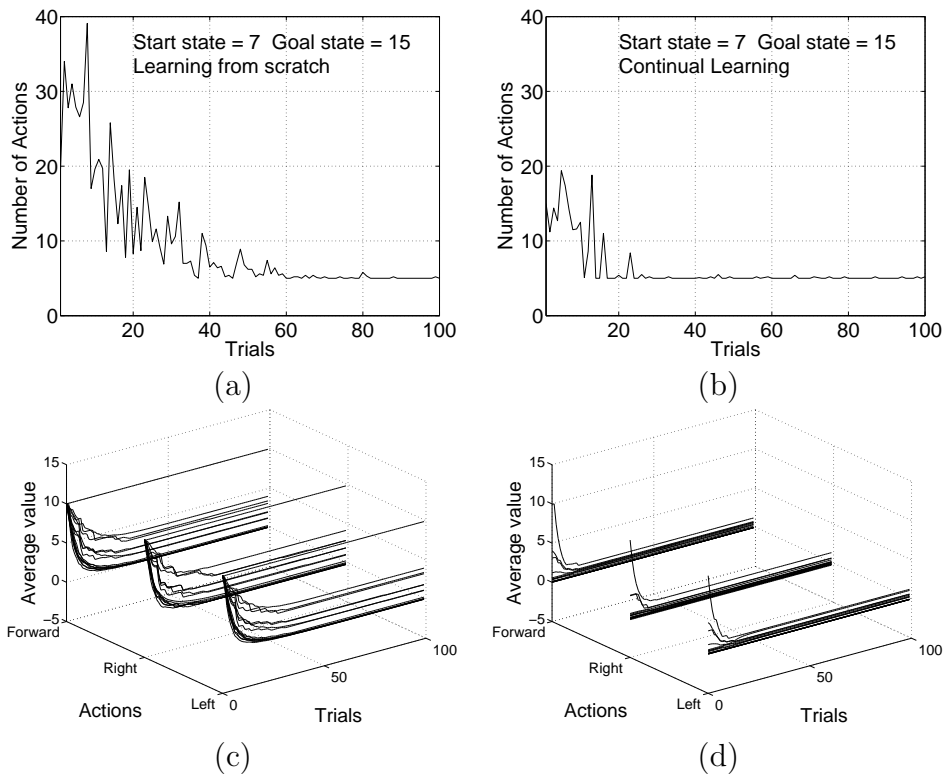 Start state = 7 Goal state = 15
Learning from scratch
Number of Actions
40
30
20
10
0
20
40
60
80
100
Trials
(a)
Start state = 7 Goal state = 15
Continual Learning
Number of Actions
40
30
20
10
0
20
40
60
80
100
Trials
(b)
Average value
15
10
5
0
−5
Forward
Right
Left
Actions
0
50
100
Trials
(c)
Average value
15
10
5
0
−5
Forward
Right
Left
Actions
0
50
100
Trials
(d)